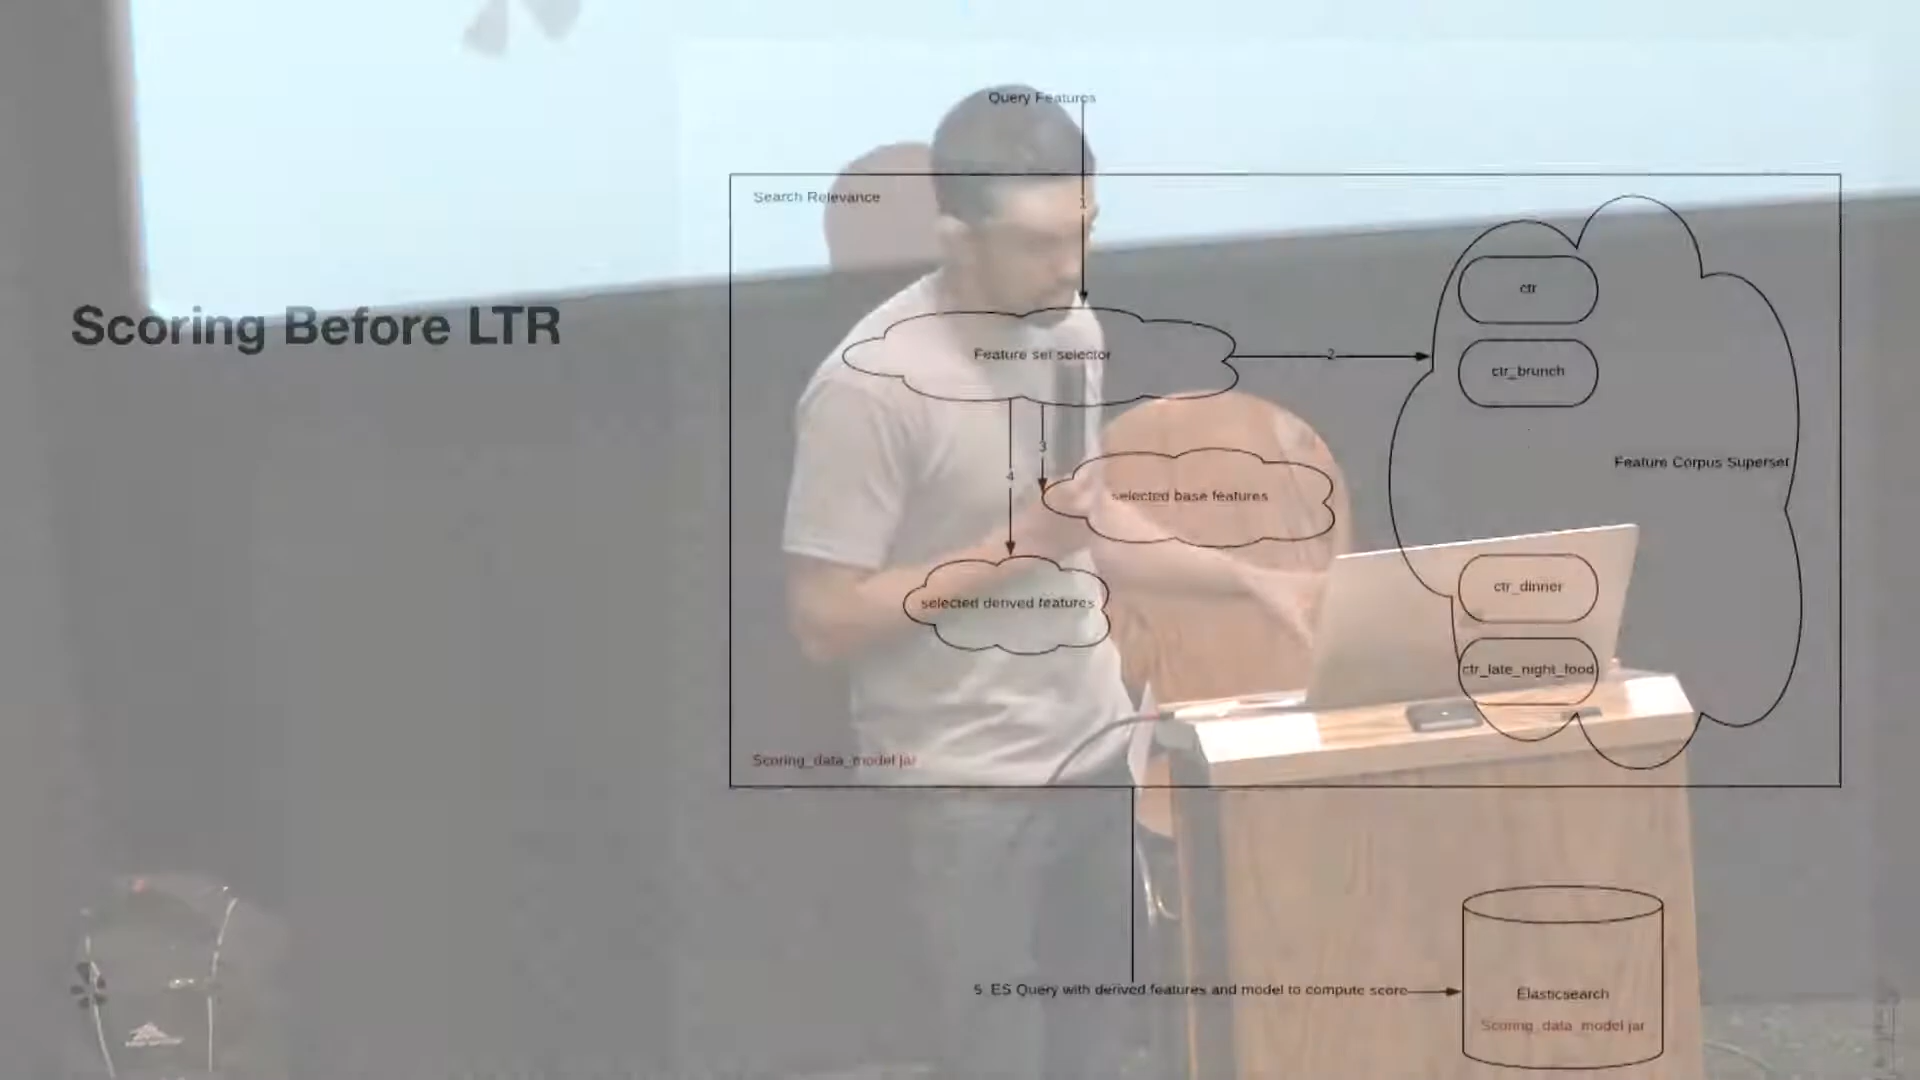 Scoring Before LTR
Query Features
Search Relevance
1
Feature set selector
2
ctr
ctr_brunch
3
4
Feature Corpus Superset
selected base features
selected derived features
ctr_dinner
ctr_late_night_food
Scoring_data_model jar
5. ES Query with derived features and model to compute score
Elasticsearch
Scoring_data_model jar